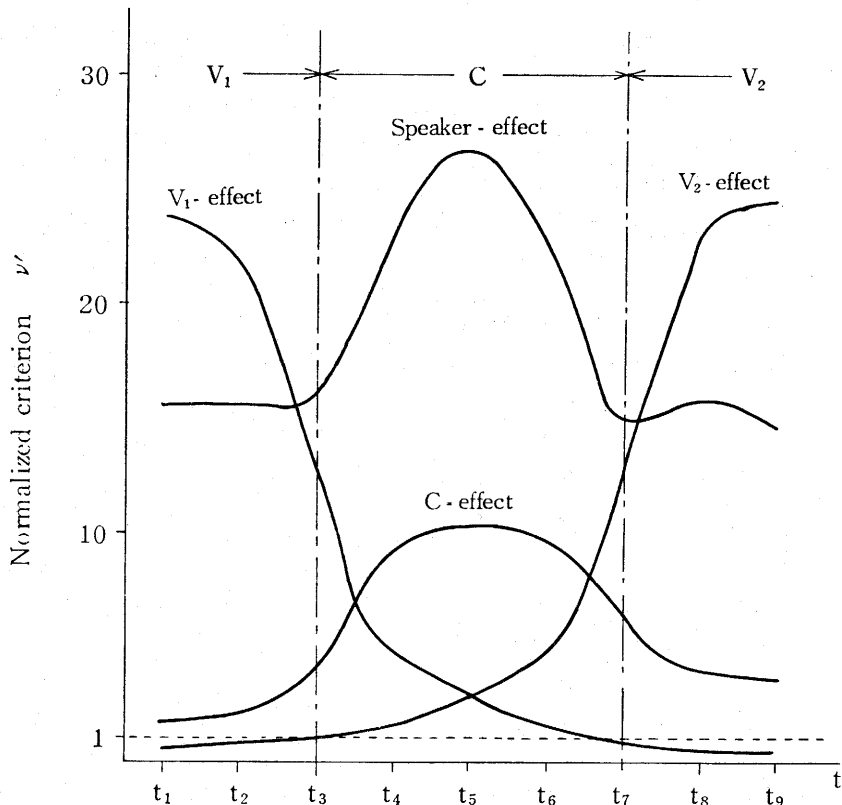 30
V₁
C
V₂
Speaker - effect
V₁- effect
V₂- effect
20
Normalized criterion ν′
C - effect
10
1
t
t₁ t₂ t₃ t₄ t₅ t₆ t₇ t₈ t₉